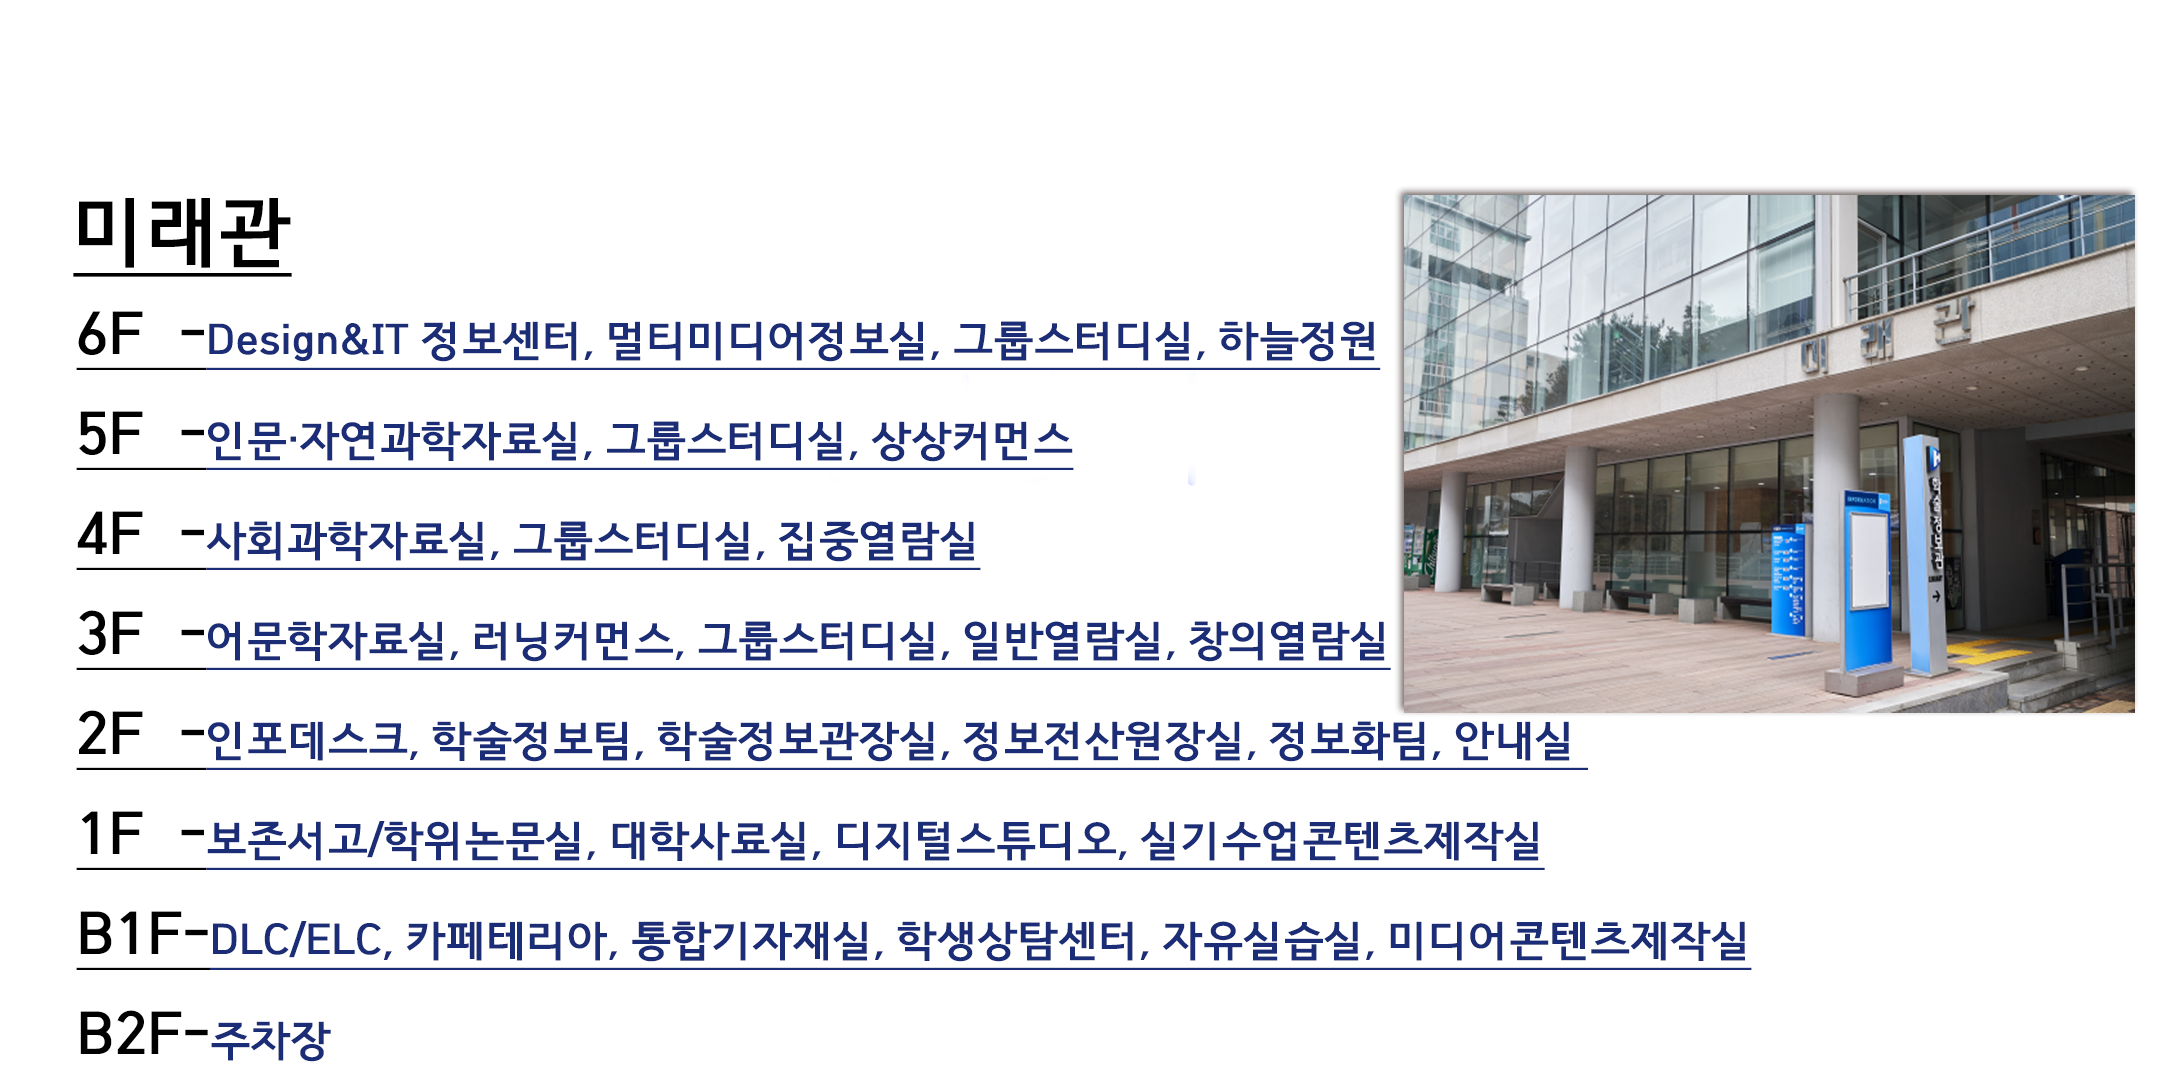 미래관
6F -Design&IT 정보센터, 멀티미디어정보실, 그룹스터디실, 하늘정원
5F -인문·자연과학자료실, 그룹스터디실, 상상커먼스
4F -사회과학자료실, 그룹스터디실, 집중열람실
3F -어문학자료실, 러닝커먼스, 그룹스터디실, 일반열람실, 창의열람실
2F -인포데스크, 학술정보팀, 학술정보관장실, 정보전산원장실, 정보화팀, 안내실
1F -보존서고/학위논문실, 대학사료실, 디지털스튜디오, 실기수업콘텐츠제작실
B1F-DLC/ELC, 카페테리아, 통합기자재실, 학생상탐센터, 자유실습실, 미디어콘텐츠제작실
B2F-주차장
미래관
INFORMATION